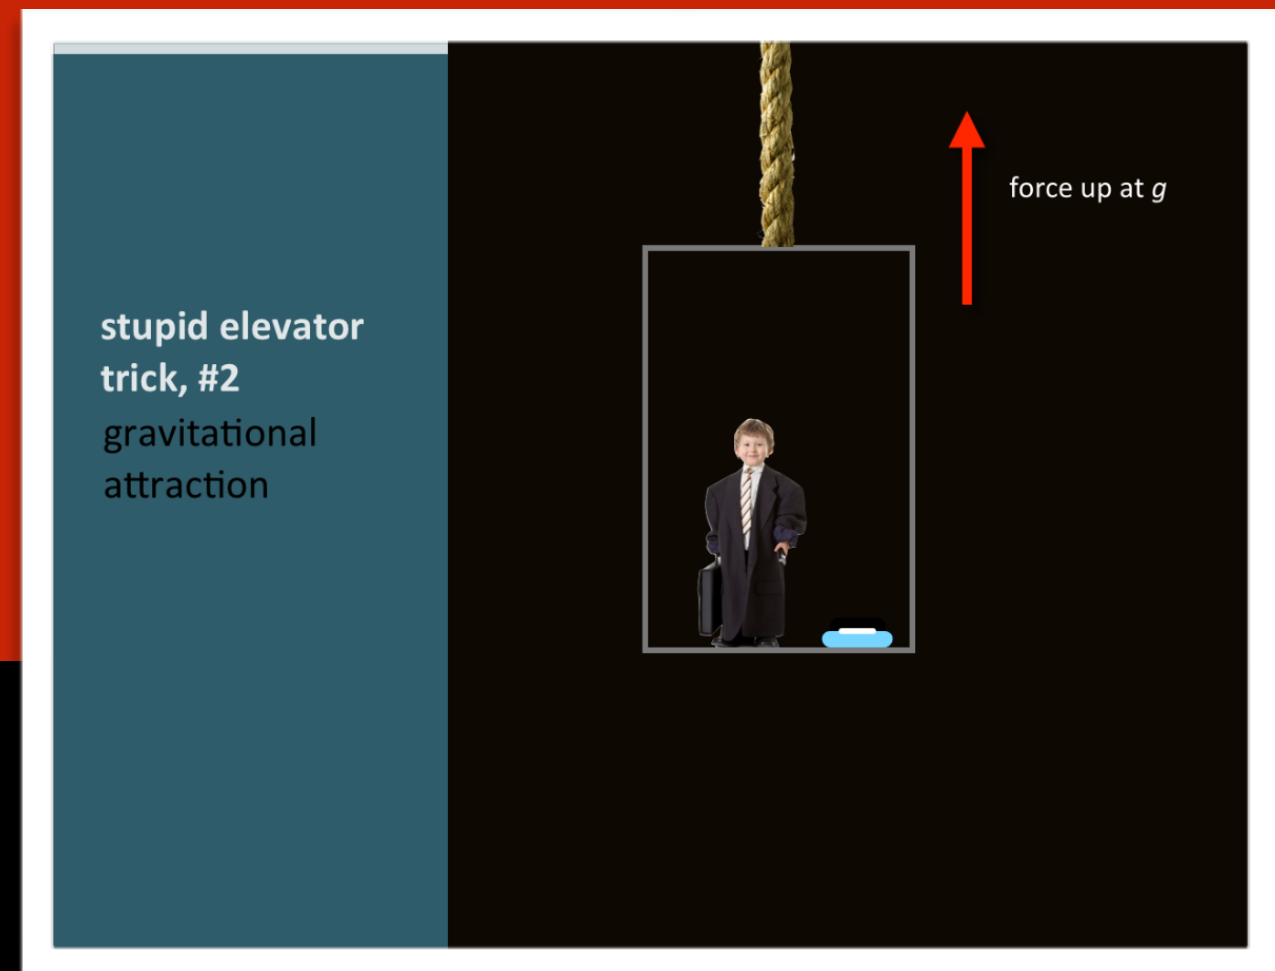 stupid elevator
trick, #2
gravitational
attraction
force up at g